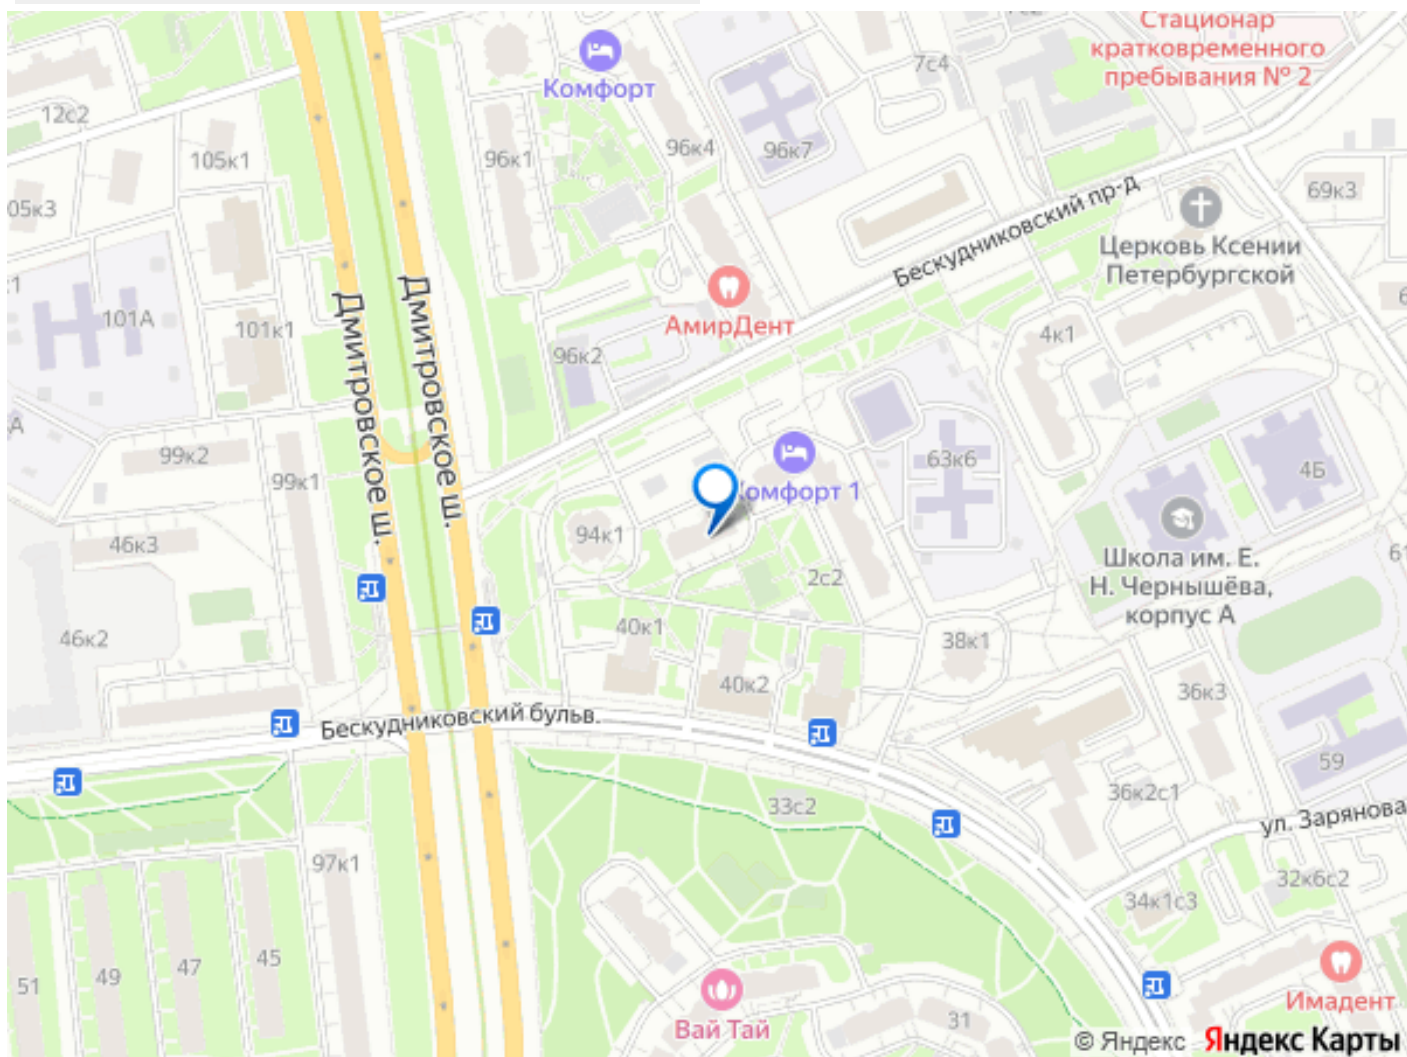 Стационар
кратковременного
пребывания № 2
7с4
Комфорт
12с2
105к1
96к1
96к4
96к7
Бескудниковский пр-д
69к3
05к3
Церковь Ксении
Петербургской
Дмитровское ш.
Дмитровское ш.
101А
101к1
АмирДент
96к2
4к1
99к2
99к1
63к6
4Б
омфорт 1
46к3
94к1
Школа им. Е.
Н. Чернышёва,
корпус А
2с2
46к2
40к1
38к1
40к2
36к3
Бескудниковский бульв.
59
36к2с1
33с2
ул. Зарянова
97к1
32к6с2
34к1с3
51
49
47
45
31
Вай Тай
Имадент
© Яндекс Яндекс Карты